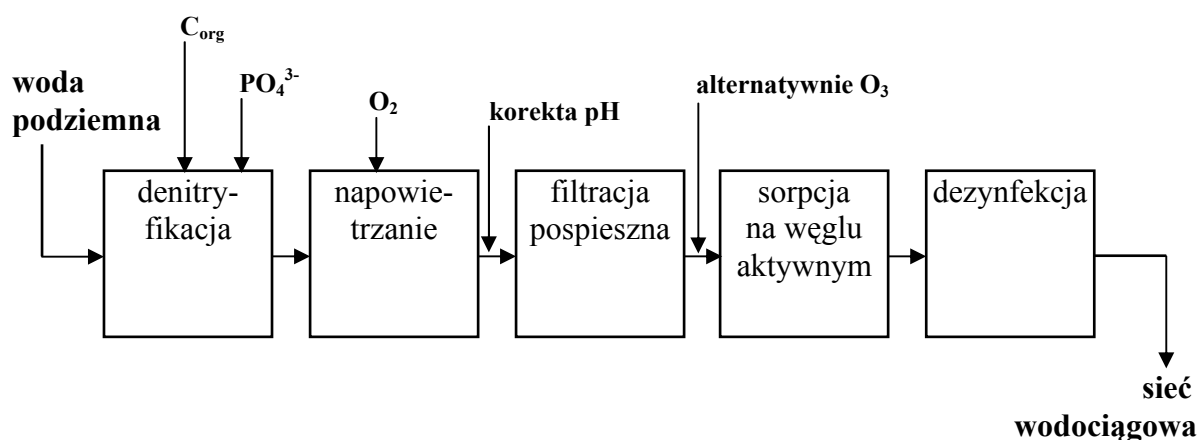 C_org
PO₄³⁻
woda
podziemna
O₂
korekta pH
alternatywnie O₃
denitry-
fikacja
napowie-
trzanie
filtracja
pospieszna
sorpcja
na węglu
aktywnym
dezynfekcja
sieć
wodociągowa